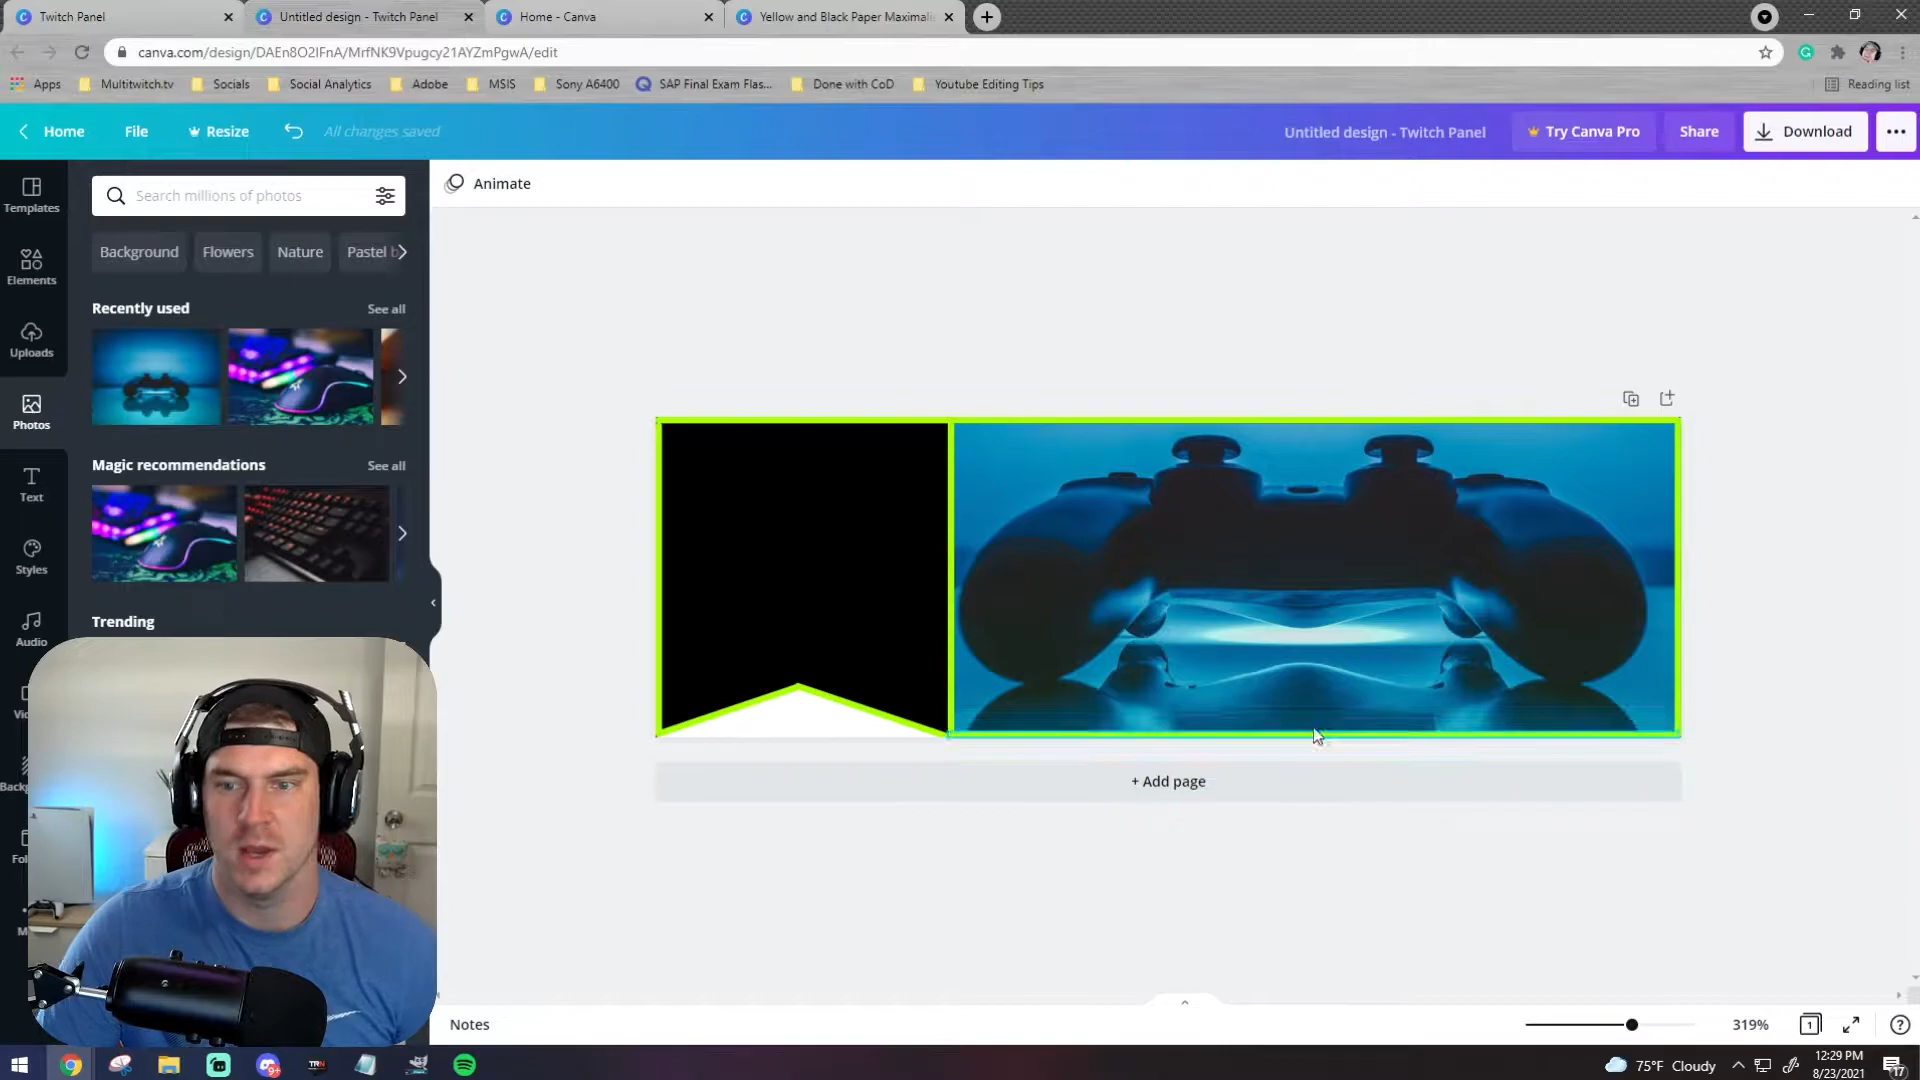 Twitch Panel
Untitled design - Twitch Panel
Home - Canva
Yellow and Black Paper Maximali
canva.com/design/DAEn8O2IFnA/MrfNK9Vpugcy21AYZmPgwA/edit
Apps
Multitwitch.tv
Socials
Social Analytics
Adobe
MSIS
Sony A6400
SAP Final Exam Flas...
Done with CoD
Youtube Editing Tips
Reading list
Home
File
Resize
All changes saved
Untitled design - Twitch Panel
Try Canva Pro
Share
Download
Templates
Elements
Uploads
Photos
Text
Styles
Audio
Search millions of photos
Background
Flowers
Nature
Pastel b
Recently used
See all
Magic recommendations
See all
Trending
Animate
+ Add page
Notes
319%
1
9+
TRN
75°F Cloudy
12:29 PM
8/23/2021
17